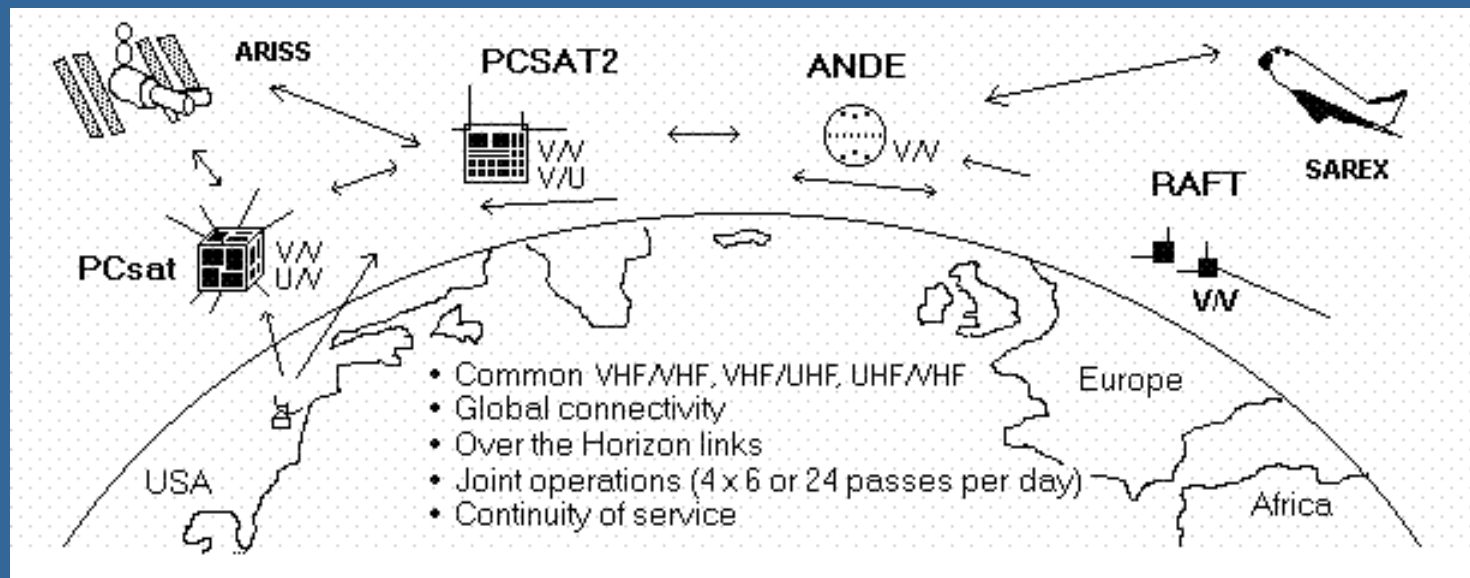 ARISS
PCSAT2
ANDE
V/V
V/U
V/V
SAREX
RAFT
V/V
PCsat
V/V
U/V
• Common VHF/VHF, VHF/UHF, UHF/VHF
• Global connectivity
• Over the Horizon links
• Joint operations (4 x 6 or 24 passes per day)
• Continuity of service
USA
Europe
Africa